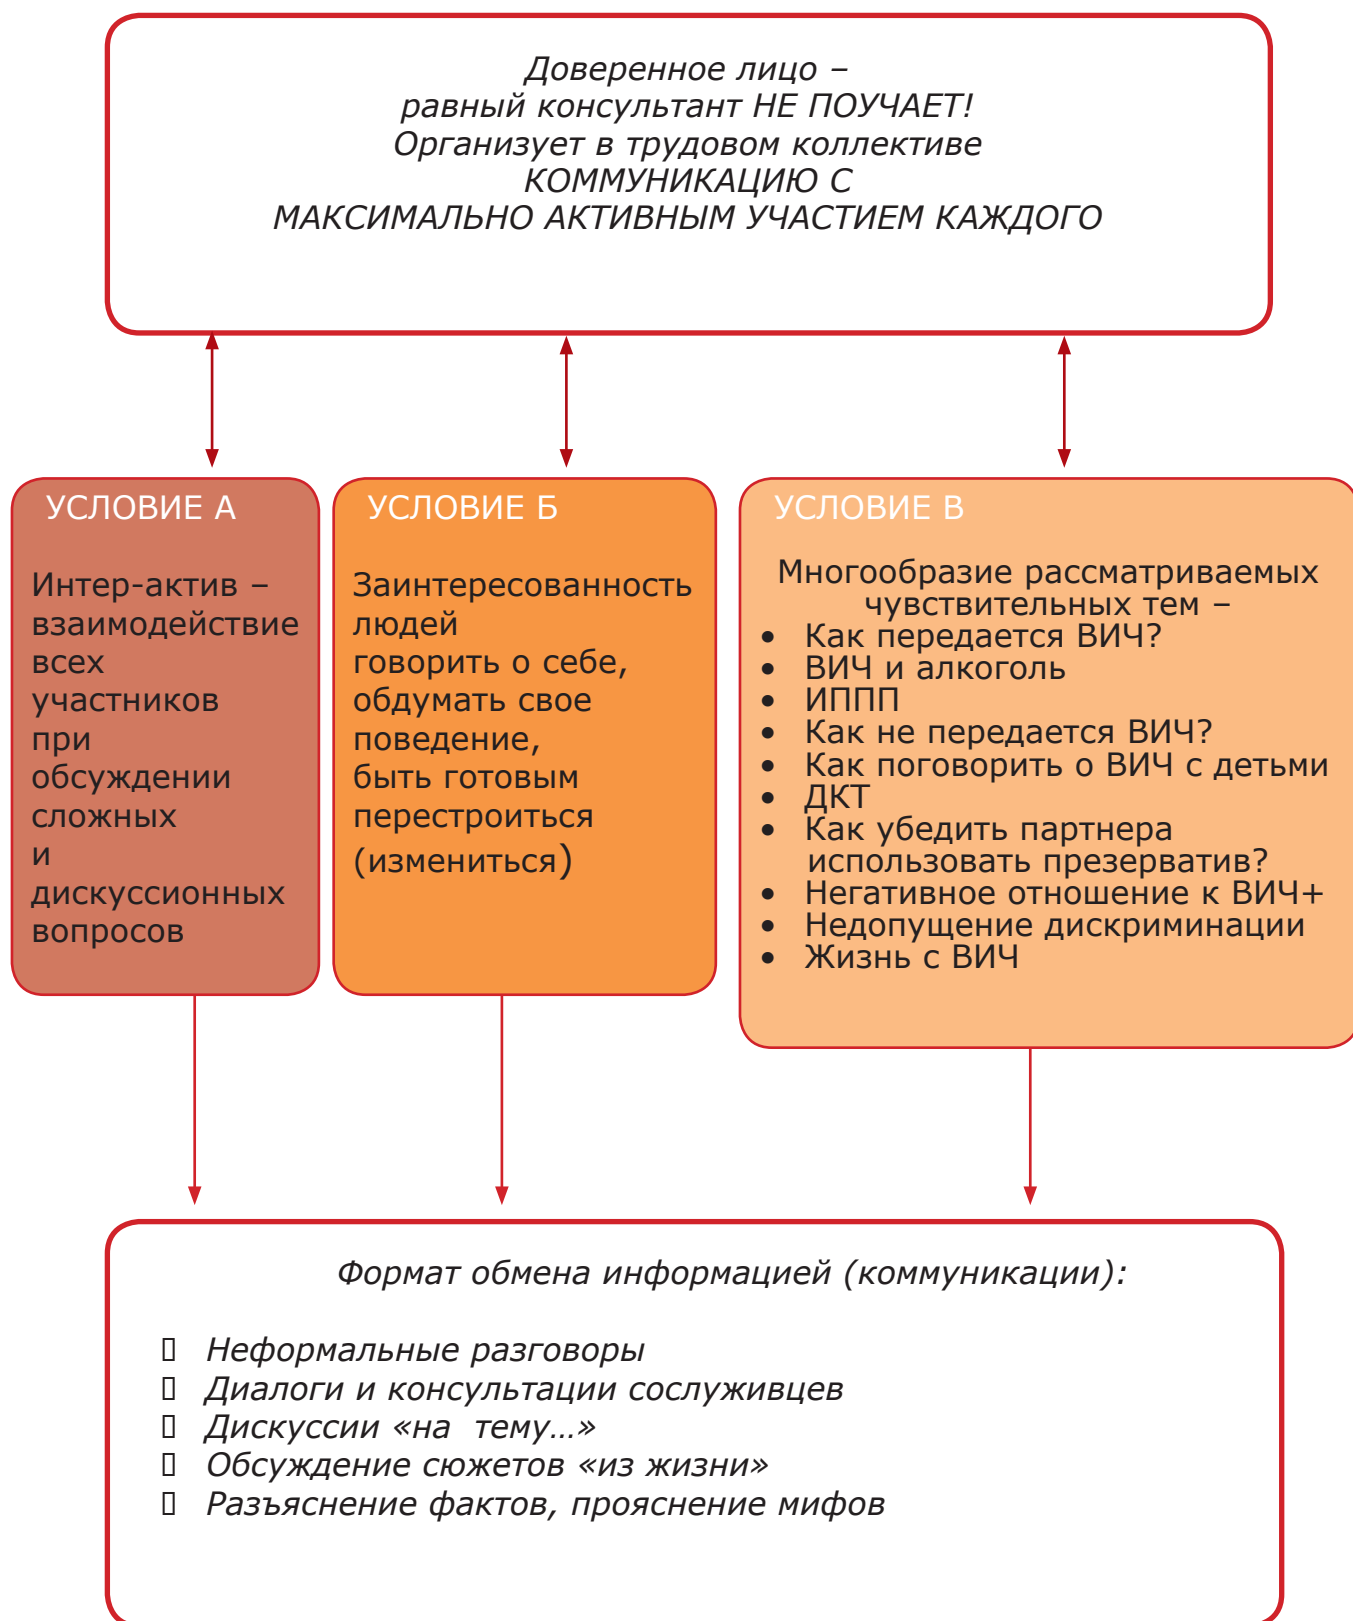 Доверенное лицо –
равный консультант НЕ ПОУЧАЕТ!
Организует в трудовом коллективе
КОММУНИКАЦИЮ С
МАКСИМАЛЬНО АКТИВНЫМ УЧАСТИЕМ КАЖДОГО
УСЛОВИЕ А
Интер-актив –
взаимодействие
всех
участников
при
обсуждении
сложных
и
дискуссионных
вопросов
УСЛОВИЕ Б
Заинтересованность
людей
говорить о себе,
обдумать свое
поведение,
быть готовым
перестроиться
(измениться)
УСЛОВИЕ В
Многообразие рассматриваемых
чувствительных тем –
• Как передается ВИЧ?
• ВИЧ и алкоголь
• ИППП
• Как не передается ВИЧ?
• Как поговорить о ВИЧ с детьми
• ДКТ
• Как убедить партнера
использовать презерватив?
• Негативное отношение к ВИЧ+
• Недопущение дискриминации
• Жизнь с ВИЧ
Формат обмена информацией (коммуникации):
▯ Неформальные разговоры
▯ Диалоги и консультации сослуживцев
▯ Дискуссии «на  тему…»
▯ Обсуждение сюжетов «из жизни»
▯ Разъяснение фактов, прояснение мифов